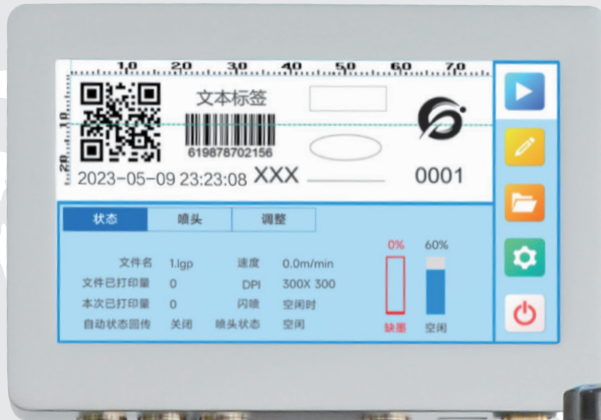 1,0 2,0 3,0 4,0 5,0 6,0 7,0
1,0
2,0
文本标签
619878702156
2023-05-09 23:23:08 XXX 0001
状态 喷头 调整
0% 60%
文件名 1.lgp 速度 0.0m/min
文件已打印量 0 DPI 300X 300
本次已打印量 0 闪喷 空闲时
自动状态回传 关闭 喷头状态 空闲
缺墨 空闲